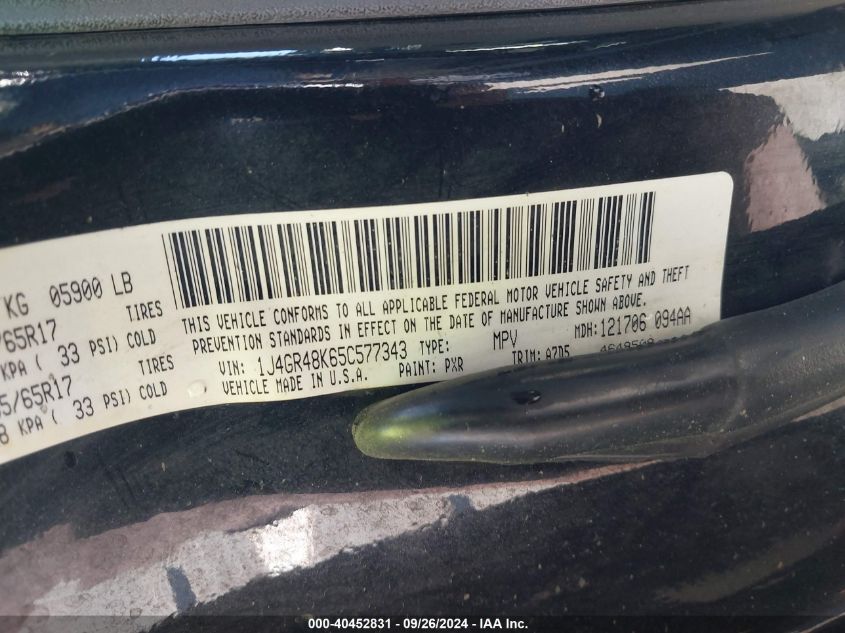 KG 05900 LB
/65R17 TIRES
KPA ( 33 PSI) COLD
5/65R17 TIRES
8 KPA ( 33 PSI) COLD
THIS VEHICLE CONFORMS TO ALL APPLICABLE FEDERAL MOTOR VEHICLE SAFETY AND THEFT
PREVENTION STANDARDS IN EFFECT ON THE DATE OF MANUFACTURE SHOWN ABOVE.
VIN: 1J4GR48K65C577343 TYPE: MPV MDH: 121706 094AA
VEHICLE MADE IN U.S.A. PAINT: PXR TRIM: A7D5
000-40452831 - 09/26/2024 - IAA Inc.